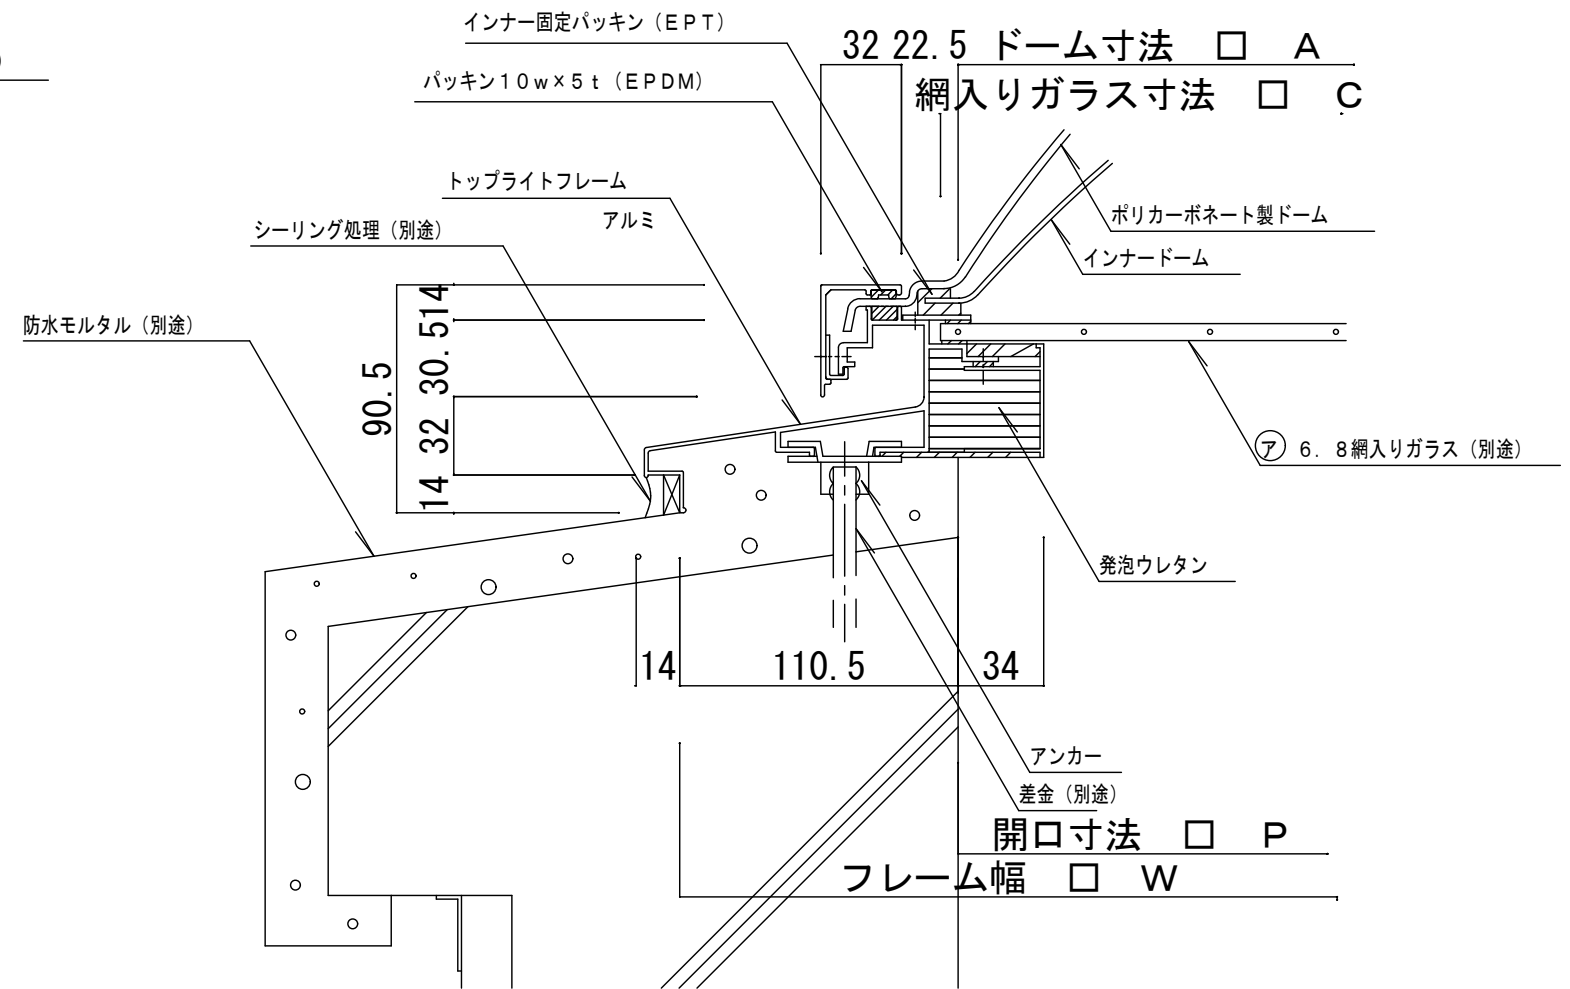 インナー固定パッキン（ＥＰＴ）
32 22.5 ドーム寸法 □ Ａ
パッキン１０ｗ×５ｔ（EPDM）
網入りガラス寸法 □ Ｃ
トップライトフレーム
アルミ
シーリング処理（別途）
ポリカーボネート製ドーム
インナードーム
防水モルタル（別途）
14
30.5
90.5
32
14
ア ６．８網入りガラス（別途）
発泡ウレタン
14 110.5 34
アンカー
差金（別途）
開口寸法 □ Ｐ
フレーム幅 □ Ｗ